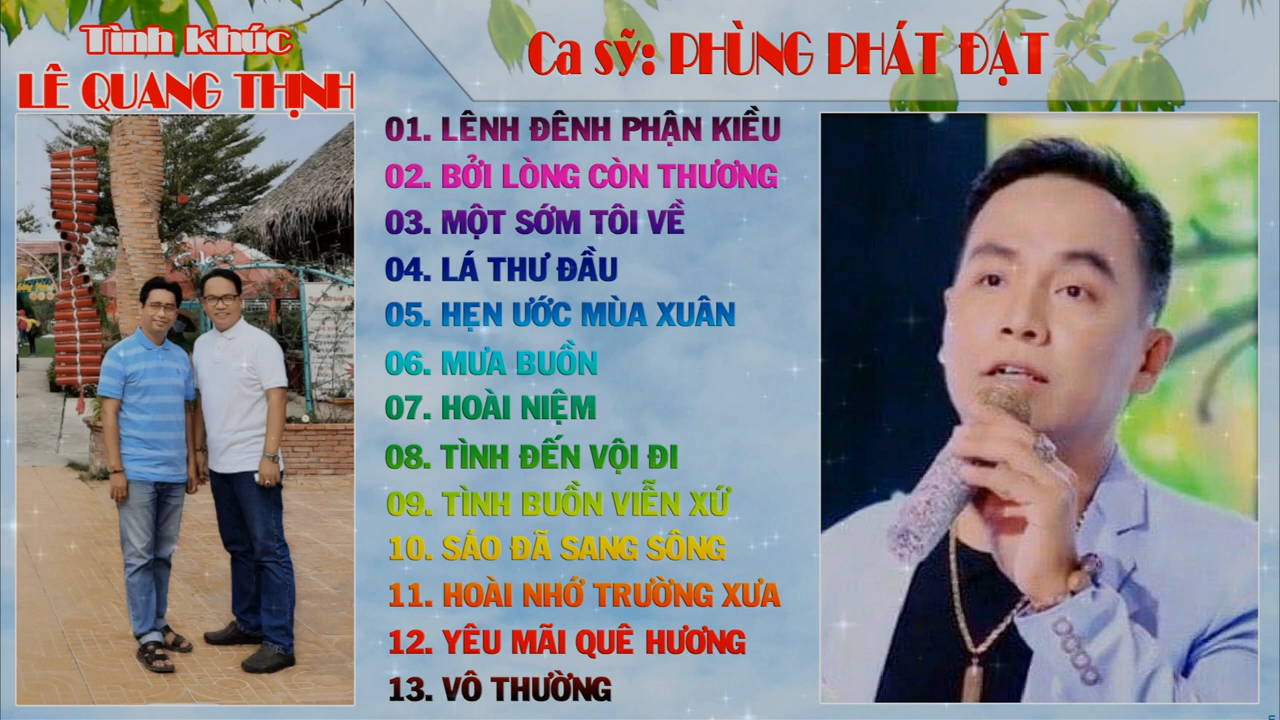 Tình khúc
LÊ QUANG THỊNH
Ca sỹ: PHÙNG PHÁT ĐẠT
01. LÊNH ĐÊNH PHẬN KIỀU
02. BỞI LÒNG CÒN THƯƠNG
03. MỘT SỚM TÔI VỀ
04. LÁ THƯ ĐẦU
05. HẸN ƯỚC MÙA XUÂN
06. MƯA BUỒN
07. HOÀI NIỆM
08. TÌNH ĐẾN VỘI ĐI
09. TÌNH BUỒN VIỄN XỨ
10. SÁO ĐÃ SANG SÔNG
11. HOÀI NHỚ TRƯỜNG XƯA
12. YÊU MÃI QUÊ HƯƠNG
13. VÔ THƯỜNG